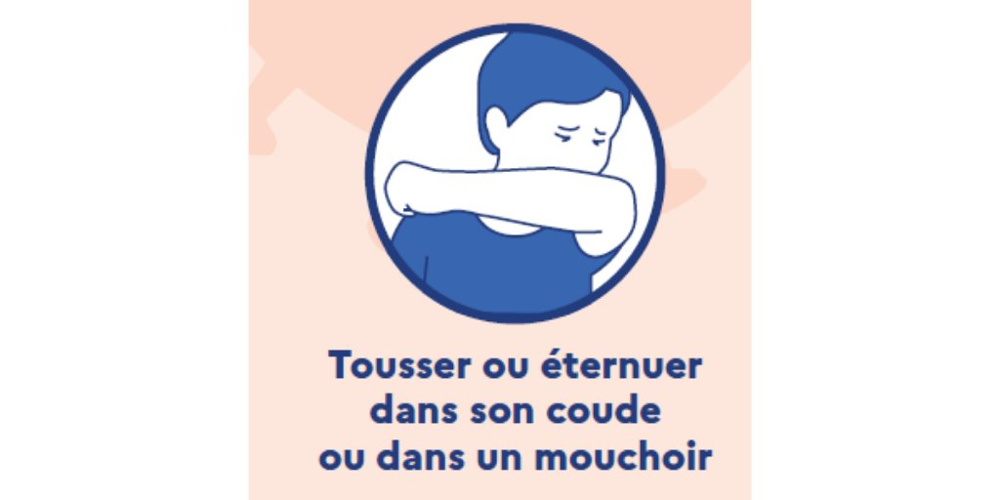 Tousser ou éternuer
dans son coude
ou dans un mouchoir